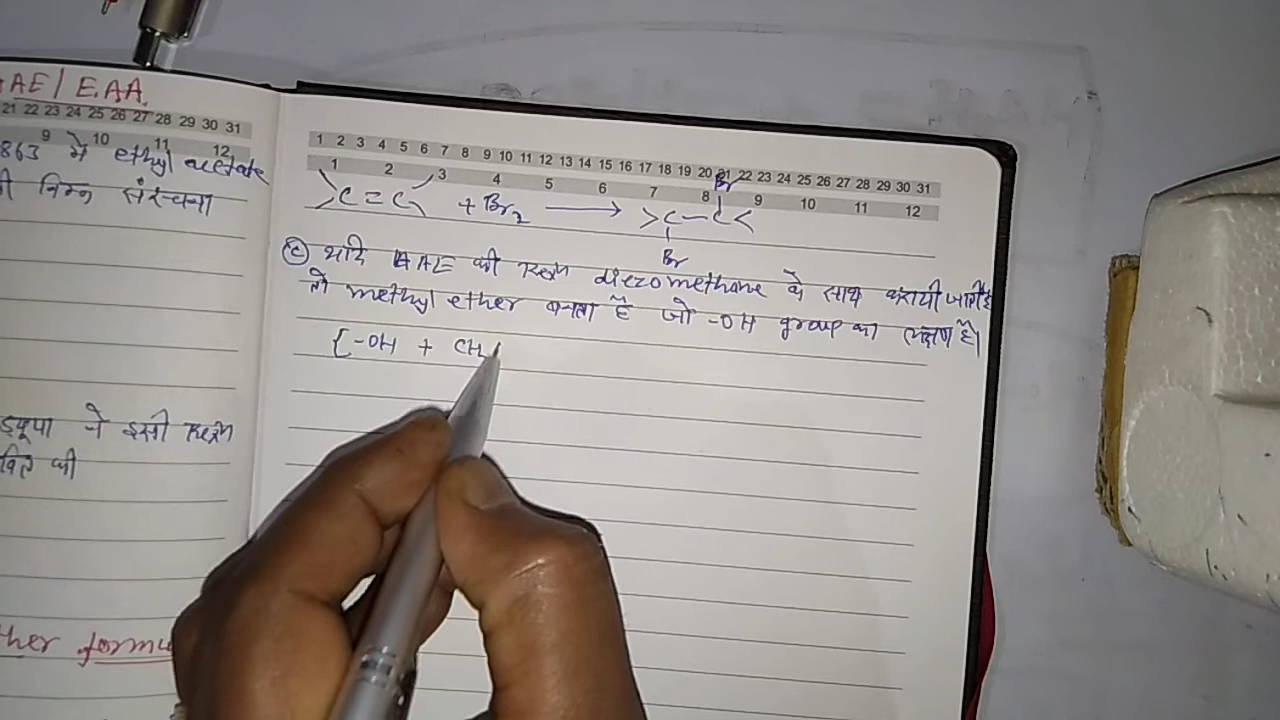 AE / E.A.A.
21 22 23 24 25 26 27 28 29 30 31
9 10 11 12
863 में ethyl acetate
निम्न संरचना
ने इसी Rexn
की
ther formu
1 2 3 4 5 6 7 8 9 10 11 12 13 14 15 16 17 18 19 20 21 22 23 24 25 26 27 28 29 30 31
1 2 3 4 5 6 7 8 9 10 11 12
Br
>C=C< + Br₂ ⟶ >C-C<
Br
(c) यदि AAE की Rexn diezomethane के साथ करायी जाती है
तो methyl ether बनता है जो -OH group का लक्षण है।
{-OH + CH₂